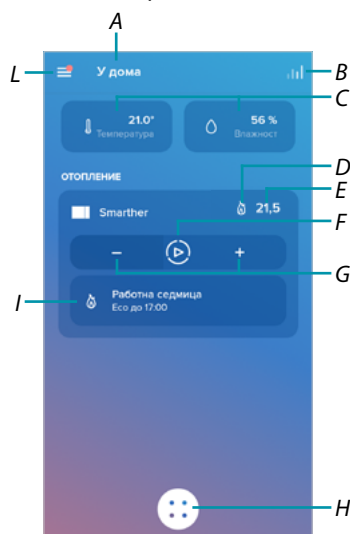 A
L
У дома
B
C
21.0°
Температура
56 %
Влажност
ОТОПЛЕНИЕ
D
E
Smarther
21,5
F
–
+
G
I
Работна седмица
Eco до 17:00
H